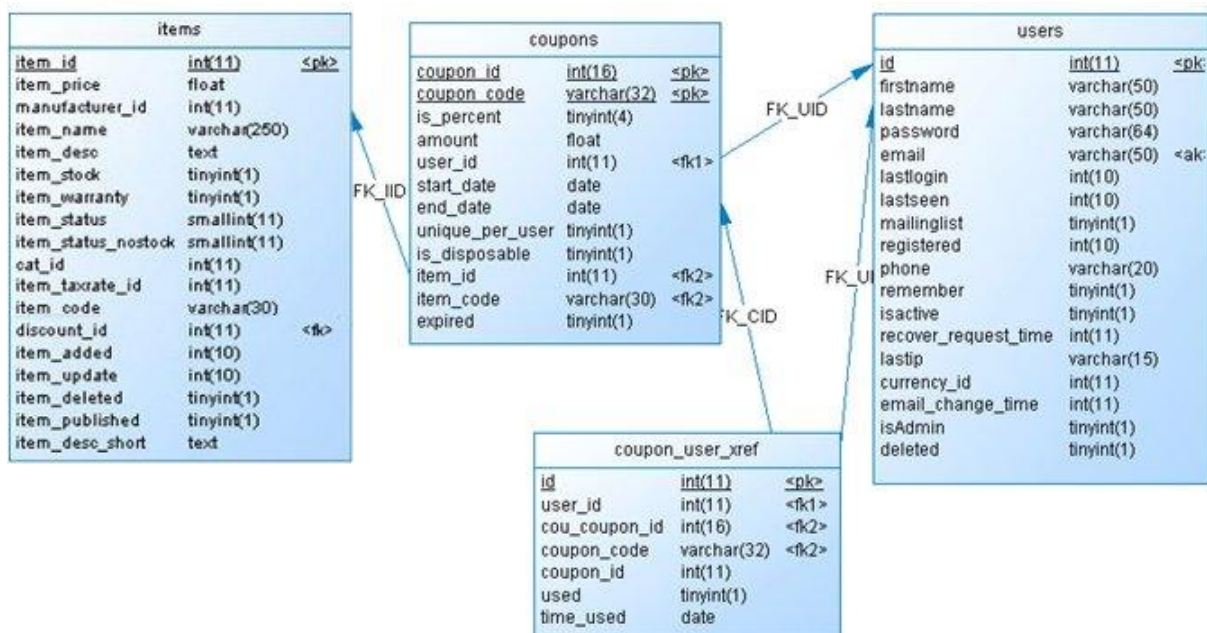 items
item_id int(11) <pk>
item_price float
manufacturer_id int(11)
item_name varchar(250)
item_desc text
item_stock tinyint(1)
item_warranty tinyint(1)
item_status smallint(11)
item_status_nostock smallint(11)
cat_id int(11)
item_taxrate_id int(11)
item_code varchar(30)
discount_id int(11) <fk>
item_added int(10)
item_update int(10)
item_deleted tinyint(1)
item_published tinyint(1)
item_desc_short text
FK_IID
coupons
coupon_id int(16) <pk>
coupon_code varchar(32) <pk>
is_percent tinyint(4)
amount float
user_id int(11) <fk1>
start_date date
end_date date
unique_per_user tinyint(1)
is_disposable tinyint(1)
item_id int(11) <fk2>
item_code varchar(30) <fk2>
expired tinyint(1)
FK_UID
FK_CID
FK_UI
users
id int(11) <pk
firstname varchar(50)
lastname varchar(50)
password varchar(64)
email varchar(50) <ak
lastlogin int(10)
lastseen int(10)
mailinglist tinyint(1)
registered int(10)
phone varchar(20)
remember tinyint(1)
isactive tinyint(1)
recover_request_time int(11)
lastip varchar(15)
currency_id int(11)
email_change_time int(11)
isAdmin tinyint(1)
deleted tinyint(1)
coupon_user_xref
id int(11) <pk>
user_id int(11) <fk1>
cou_coupon_id int(16) <fk2>
coupon_code varchar(32) <fk2>
coupon_id int(11)
used tinyint(1)
time_used date